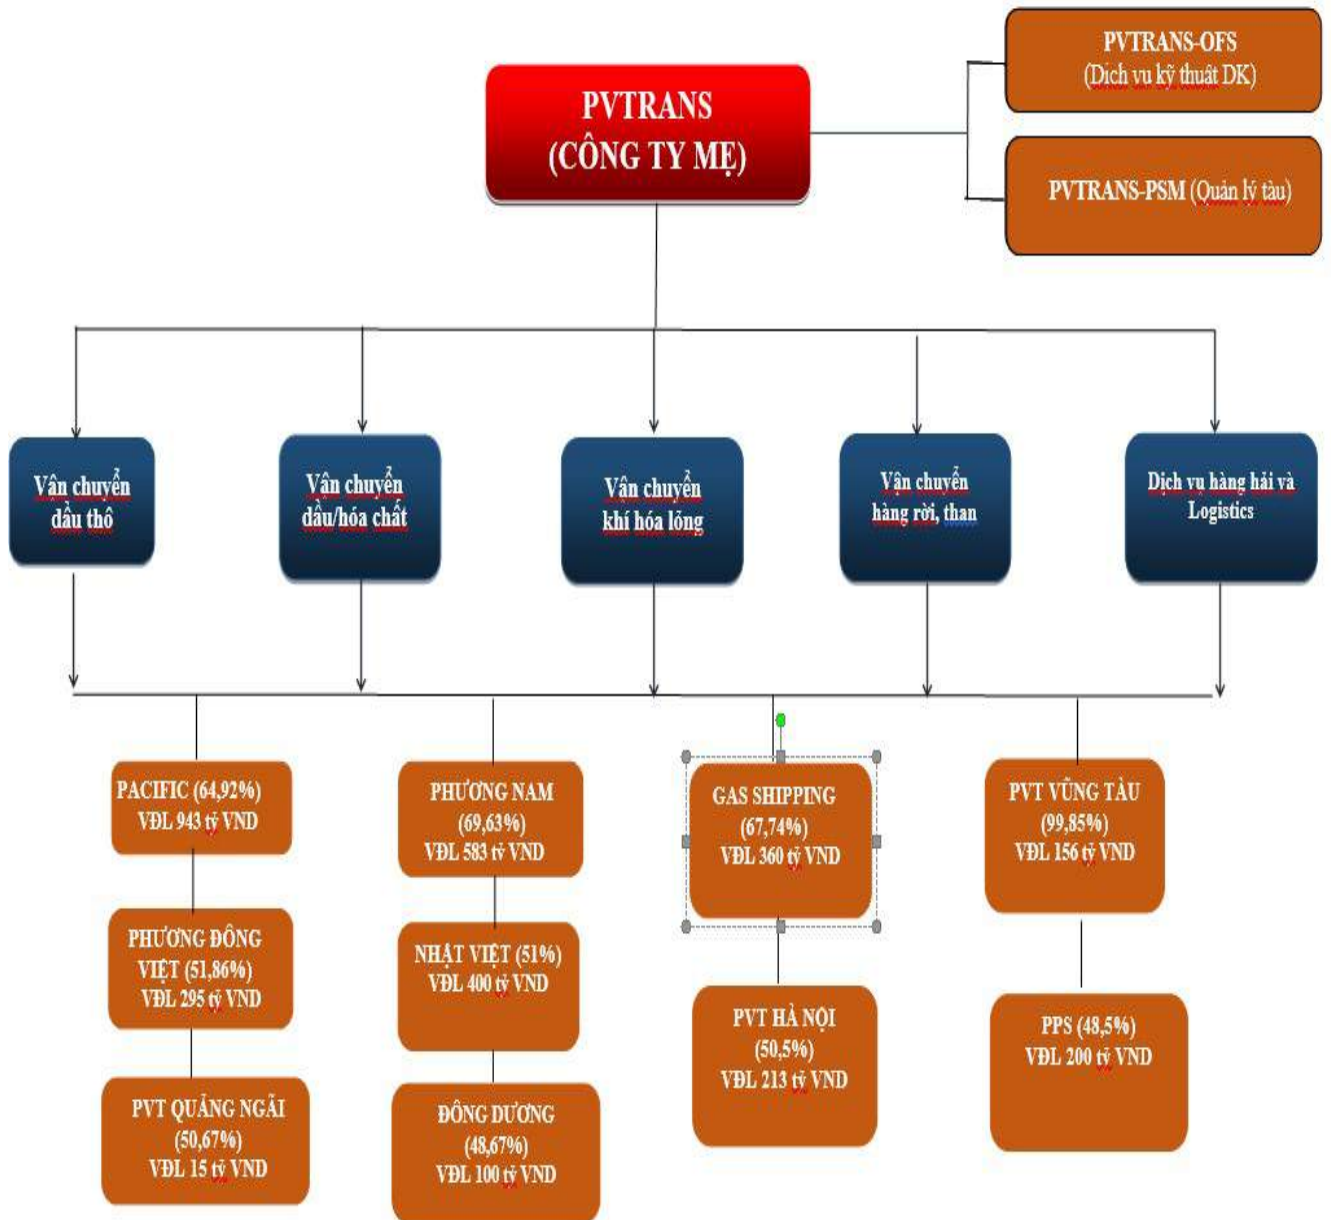 PVTRANS-OFS
(Dich vu kỹ thuât DK)
PVTRANS
(CÔNG TY MẸ)
PVTRANS-PSM (Quản lý tàu)
Vận chuyển
dầu thô
Vận chuyển
dầu/hóa chất
Vận chuyển
khí hóa lỏng
Vận chuyển
hàng rời, than
Dịch vụ hàng hải và
Logistics
PACIFIC (64,92%)
VĐL 943 tỷ VND
PHƯƠNG NAM
(69,63%)
VĐL 583 tỷ VND
GAS SHIPPING
(67,74%)
VĐL 360 tỷ VND
PVT VŨNG TÀU
(99,85%)
VĐL 156 tỷ VND
PHƯƠNG ĐÔNG
VIỆT (51,86%)
VĐL 295 tỷ VND
NHẬT VIỆT (51%)
VĐL 400 tỷ VND
PVT HÀ NỘI
(50,5%)
VĐL 213 tỷ VND
PPS (48,5%)
VĐL 200 tỷ VND
PVT QUẢNG NGÃI
(50,67%)
VĐL 15 tỷ VND
ĐÔNG DƯƠNG
(48,67%)
VĐL 100 tỷ VND